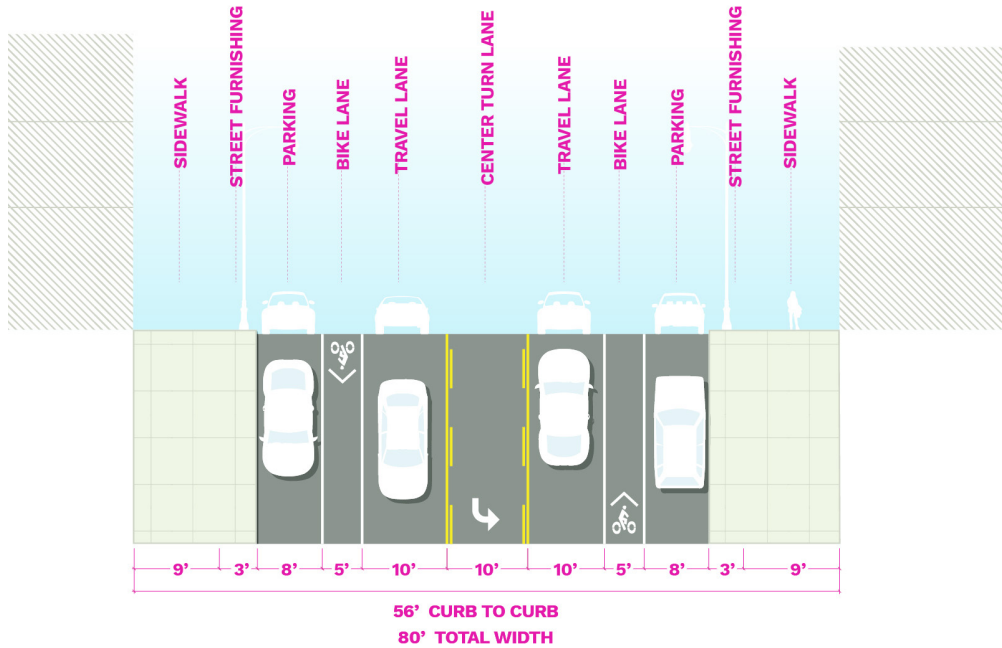 SIDEWALK
STREET FURNISHING
PARKING
BIKE LANE
TRAVEL LANE
CENTER TURN LANE
TRAVEL LANE
BIKE LANE
PARKING
STREET FURNISHING
SIDEWALK
9’ 3’ 8’ 5’ 10’ 10’ 10’ 5’ 8’ 3’ 9’
56’ CURB TO CURB
80’ TOTAL WIDTH